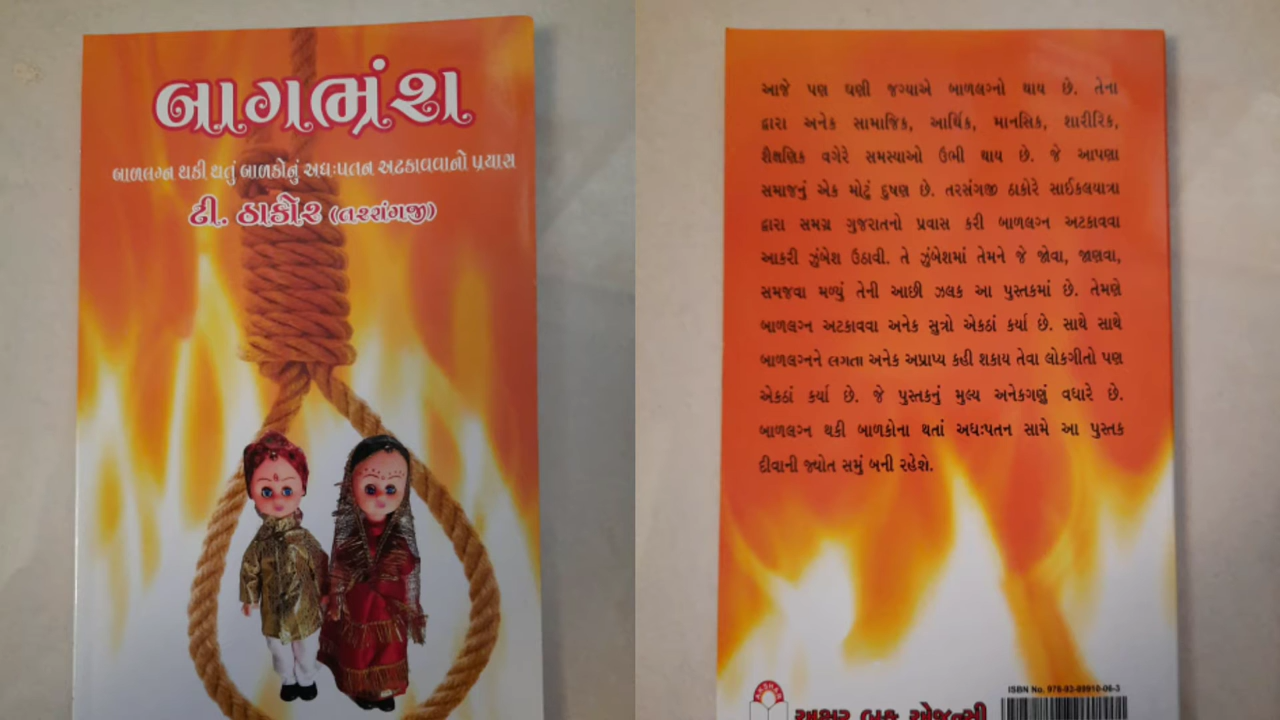 બાગભ્રંશ
બાળલગ્ન થકી થતું બાળકોનું અધઃપતન અટકાવવાનો પ્રયાસ
ટી. ઠાકોર (તરસંગજી)
આજે પણ ઘણી જગ્યાએ બાળલગ્નો થાય છે. તેના
દ્વારા અનેક સામાજિક, આર્થિક, માનસિક, શારીરિક,
શૈક્ષણિક વગેરે સમસ્યાઓ ઉભી થાય છે. જે આપણા
સમાજનું એક મોટું દુષણ છે. તરસંગજી ઠાકોરે સાઈકલયાત્રા
દ્વારા સમગ્ર ગુજરાતનો પ્રવાસ કરી બાળલગ્ન અટકાવવા
આકરી ઝુંબેશ ઉઠાવી. તે ઝુંબેશમાં તેમને જે જોવા, જાણવા,
સમજવા મળ્યું તેની આછી ઝલક આ પુસ્તકમાં છે. તેમણે
બાળલગ્ન અટકાવવા અનેક સુત્રો એકઠાં કર્યા છે. સાથે સાથે
બાળલગ્નને લગતા અનેક અપ્રાપ્ય કહી શકાય તેવા લોકગીતો પણ
એકઠાં કર્યા છે. જે પુસ્તકનું મુલ્ય અનેકગણું વધારે છે.
બાળલગ્ન થકી બાળકોના થતાં અધઃપતન સામે આ પુસ્તક
દીવાની જ્યોત સમું બની રહેશે.
ISBN No. 978-93-89910-06-3
અક્ષર બુક એજન્સી